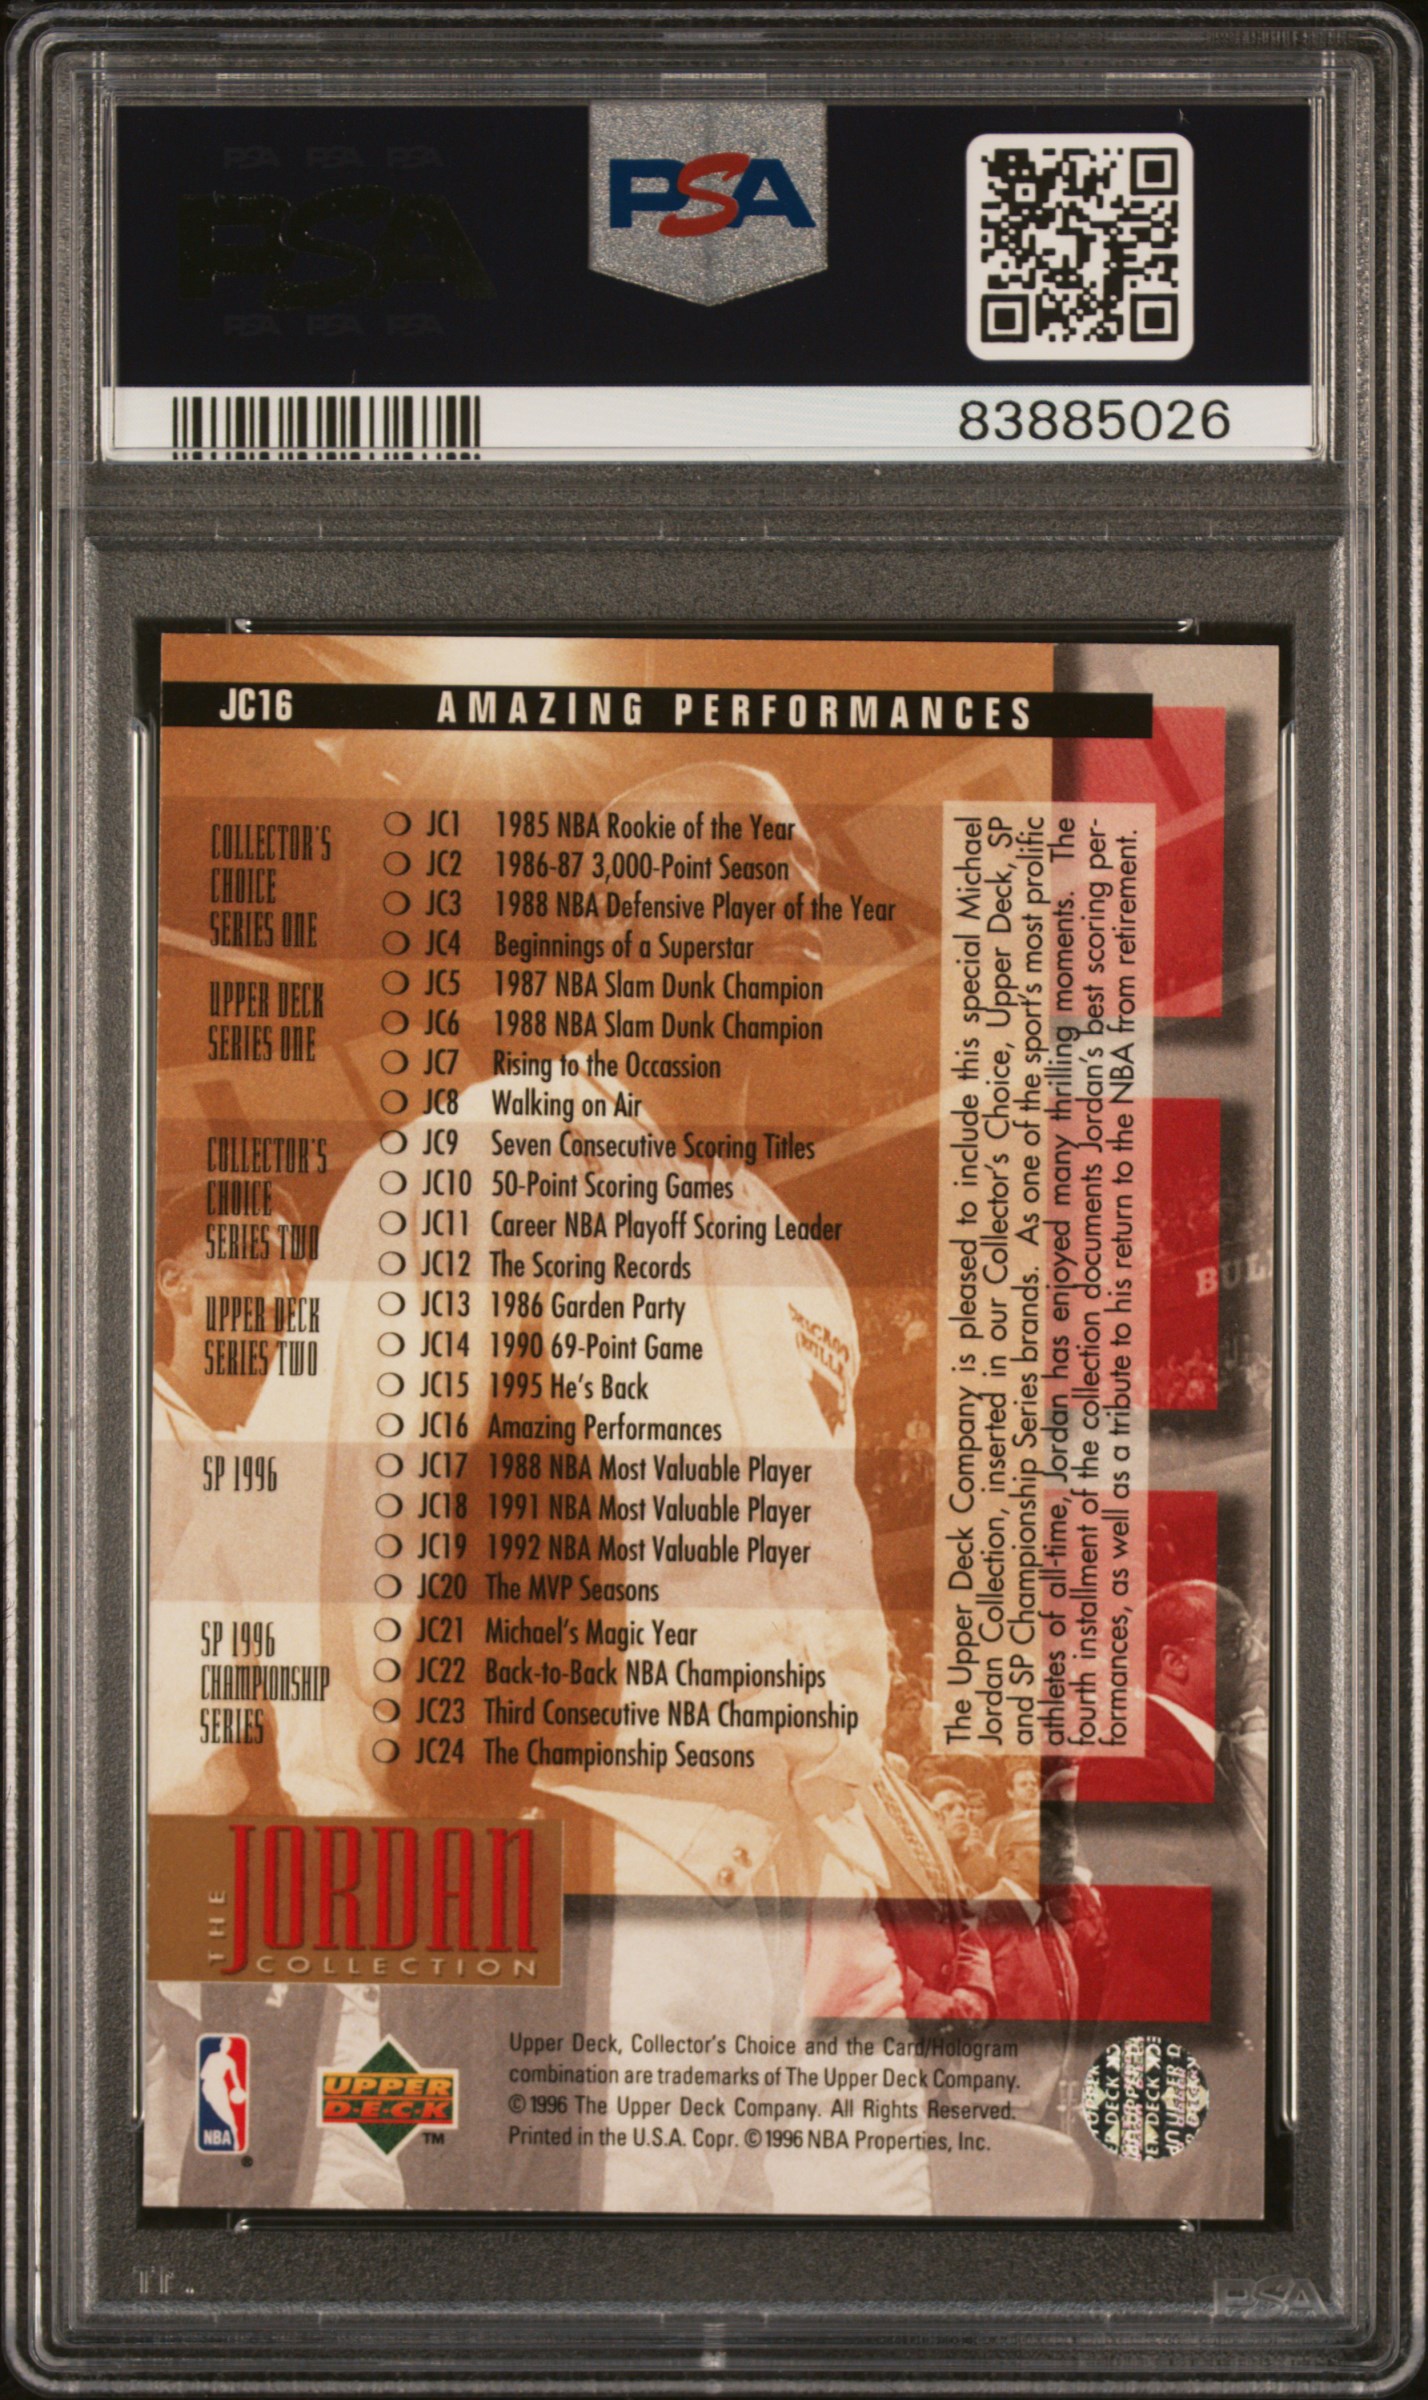 PSA PSA PSA
PSA
PSA PSA PSA
PSA
83885026
JC16 AMAZING PERFORMANCES
COLLECTOR'S
CHOICE
SERIES ONE
JC1 1985 NBA Rookie of the Year
JC2 1986-87 3,000-Point Season
JC3 1988 NBA Defensive Player of the Year
JC4 Beginnings of a Superstar
UPPER DECK
SERIES ONE
JC5 1987 NBA Slam Dunk Champion
JC6 1988 NBA Slam Dunk Champion
JC7 Rising to the Occassion
JC8 Walking on Air
COLLECTOR'S
CHOICE
SERIES TWO
JC9 Seven Consecutive Scoring Titles
JC10 50-Point Scoring Games
JC11 Career NBA Playoff Scoring Leader
JC12 The Scoring Records
UPPER DECK
SERIES TWO
JC13 1986 Garden Party
JC14 1990 69-Point Game
JC15 1995 He's Back
JC16 Amazing Performances
SP 1996
JC17 1988 NBA Most Valuable Player
JC18 1991 NBA Most Valuable Player
JC19 1992 NBA Most Valuable Player
JC20 The MVP Seasons
SP 1996
CHAMPIONSHIP
SERIES
JC21 Michael's Magic Year
JC22 Back-to-Back NBA Championships
JC23 Third Consecutive NBA Championship
JC24 The Championship Seasons
The Upper Deck Company is pleased to include this special Michael
Jordan Collection, inserted in our Collector's Choice, Upper Deck, SP
and SP Championship Series brands. As one of the sport's most prolific
athletes of all-time, Jordan has enjoyed many thrilling moments. The
fourth installment of the collection documents Jordan's best scoring per-
formances, as well as a tribute to his return to the NBA from retirement.
CHICAGO
BULLS
BUL
THE
JORDAN
COLLECTION
NBA
UPPER
DECK
TM
Upper Deck, Collector's Choice and the Card/Hologram
combination are trademarks of The Upper Deck Company.
©1996 The Upper Deck Company. All Rights Reserved.
Printed in the U.S.A. Copr. ©1996 NBA Properties, Inc.
PSA